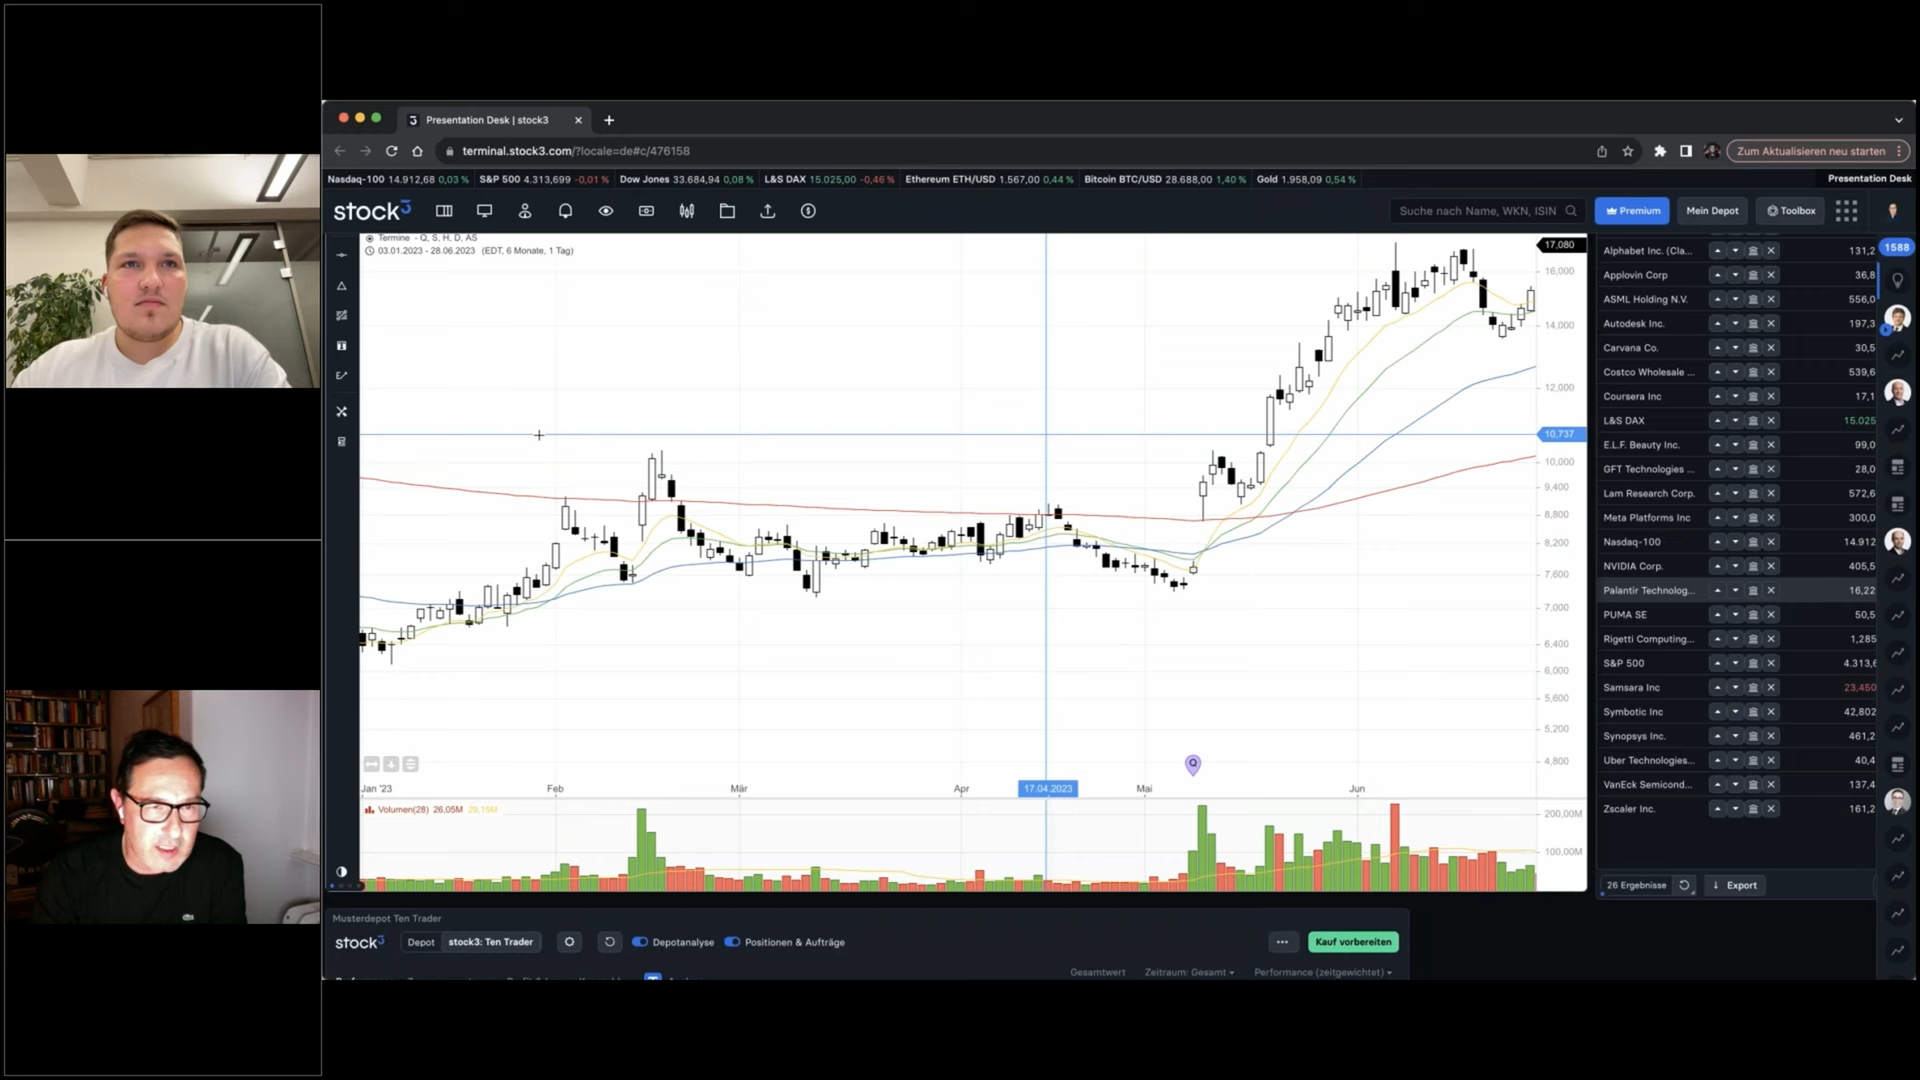 Presentation Desk | stock3
terminal.stock3.com/?locale=de#c/476158
Zum Aktualisieren neu starten
Nasdaq-100 14.912,68 0,03 % S&P 500 4.313,699 -0,01 % Dow Jones 33.684,94 0,08 % L&S DAX 15.025,00 -0,46 % Ethereum ETH/USD 1.567,00 0,44 % Bitcoin BTC/USD 28.688,00 1,40 % Gold 1.958,09 0,54 %
Presentation Desk
stock3
Suche nach Name, WKN, ISIN
Premium
Mein Depot
Toolbox
Termine - Q, S, H, D, AS
03.01.2023 - 28.06.2023 (EDT, 6 Monate, 1 Tag)
17,080
16,000
14,000
12,000
10,737
10,000
9,400
8,800
8,200
7,600
7,000
6,400
6,000
5,600
5,200
4,800
Q
Jan '23
Feb
Mär
Apr
17.04.2023
Mai
Jun
Volumen(28) 26,05M 29,15M
200,00M
100,00M
1588
Alphabet Inc. (Cla... 131,2
Applovin Corp 36,8
ASML Holding N.V. 556,0
Autodesk Inc. 197,3
Carvana Co. 30,5
Costco Wholesale ... 539,6
Coursera Inc 17,1
L&S DAX 15.025
E.L.F. Beauty Inc. 99,0
GFT Technologies ... 28,0
Lam Research Corp. 572,6
Meta Platforms Inc 300,0
Nasdaq-100 14.912
NVIDIA Corp. 405,5
Palantir Technolog... 16,22
PUMA SE 50,5
Rigetti Computing... 1,285
S&P 500 4.313,6
Samsara Inc 23,450
Symbotic Inc 42,802
Synopsys Inc. 461,2
Uber Technologies... 40,4
VanEck Semicond... 137,4
Zscaler Inc. 161,2
26 Ergebnisse
Export
Musterdepot Ten Trader
stock3
Depot stock3: Ten Trader
Depotanalyse
Positionen & Aufträge
Kauf vorbereiten
Gesamtwert
Zeitraum: Gesamt
Performance (zeitgewichtet)